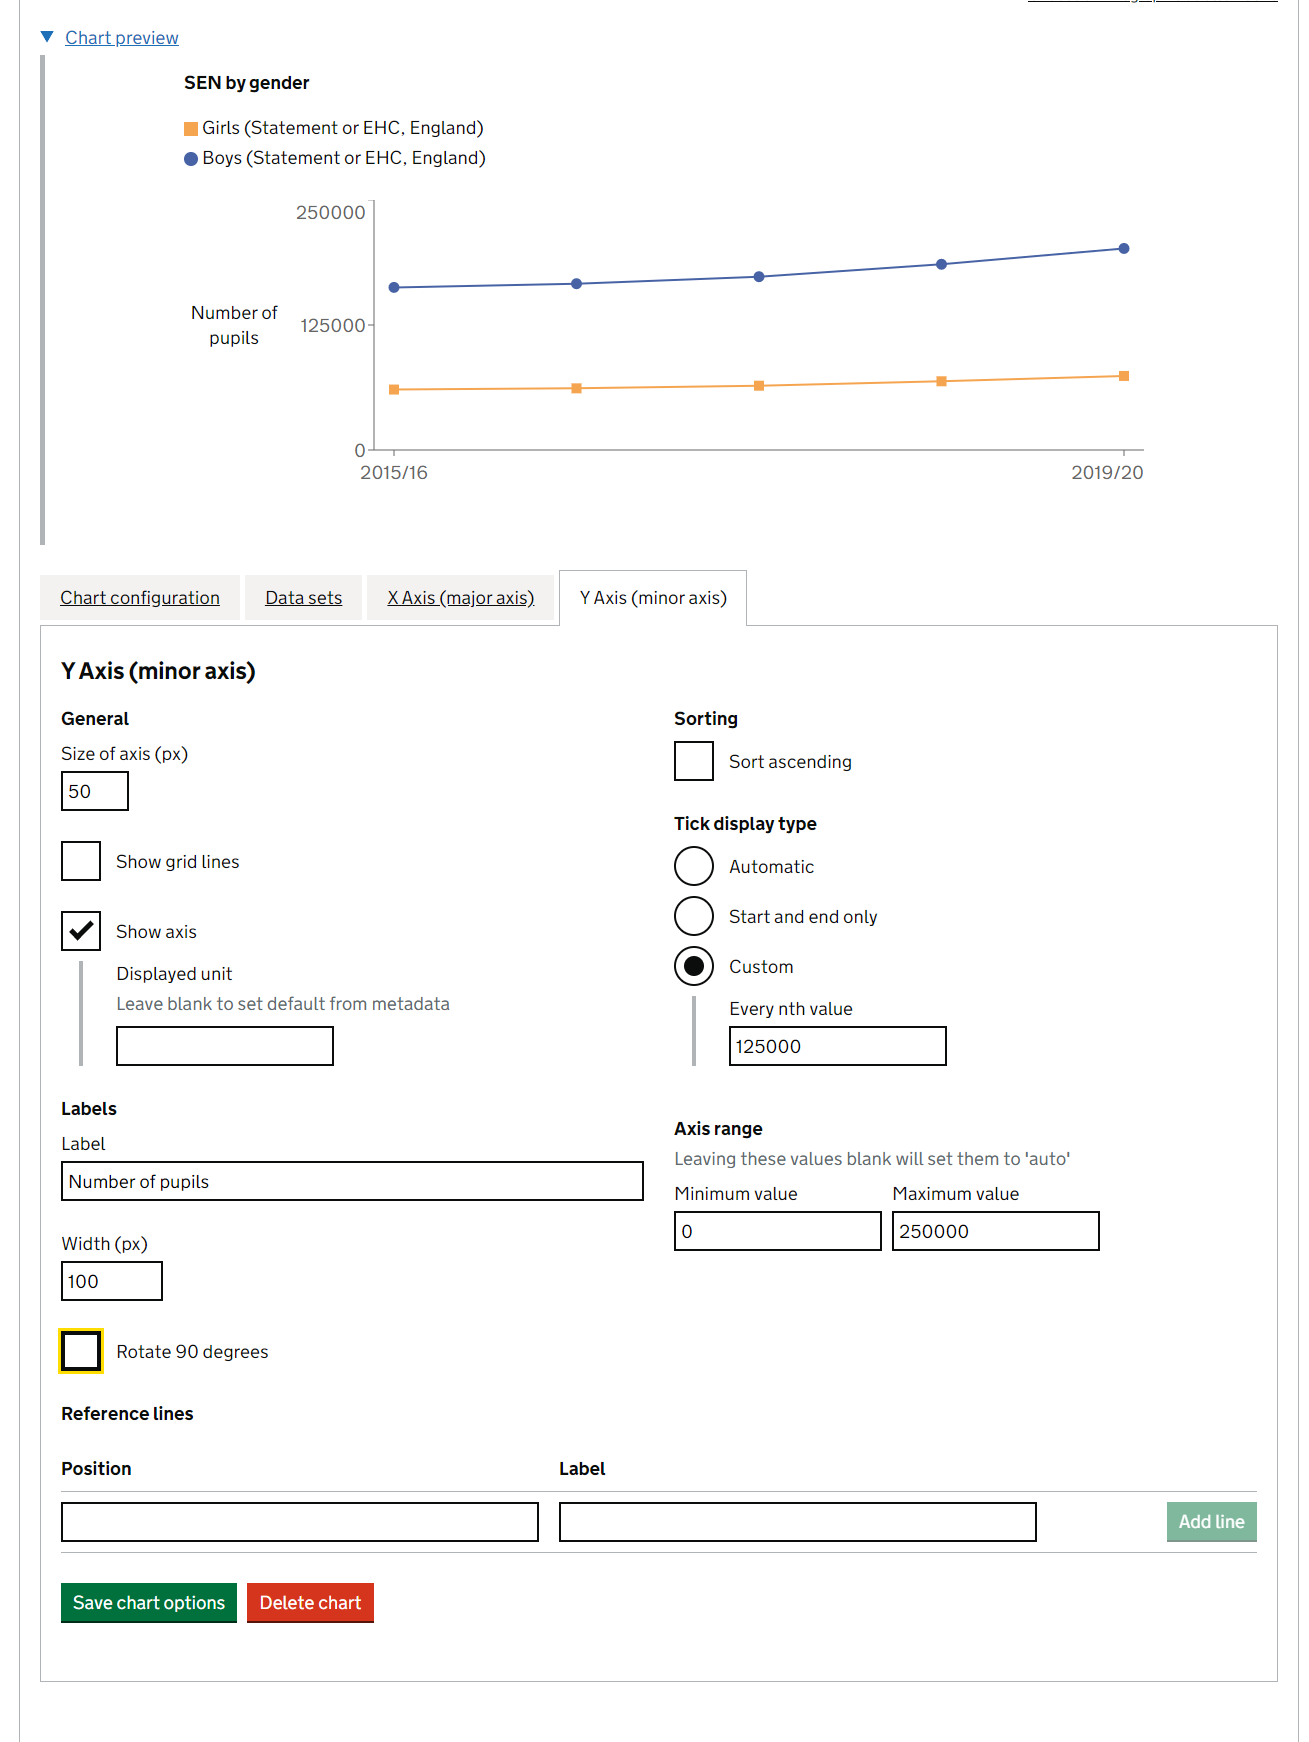 Chart preview
SEN by gender
Girls (Statement or EHC, England)
Boys (Statement or EHC, England)
250000
Number of
pupils
125000
0
2015/16
2019/20
Chart configuration
Data sets
X Axis (major axis)
Y Axis (minor axis)
Y Axis (minor axis)
General
Size of axis (px)
50
Show grid lines
Show axis
Displayed unit
Leave blank to set default from metadata
Labels
Label
Number of pupils
Width (px)
100
Rotate 90 degrees
Sorting
Sort ascending
Tick display type
Automatic
Start and end only
Custom
Every nth value
125000
Axis range
Leaving these values blank will set them to 'auto'
Minimum value
Maximum value
0
250000
Reference lines
Position
Label
Add line
Save chart options
Delete chart